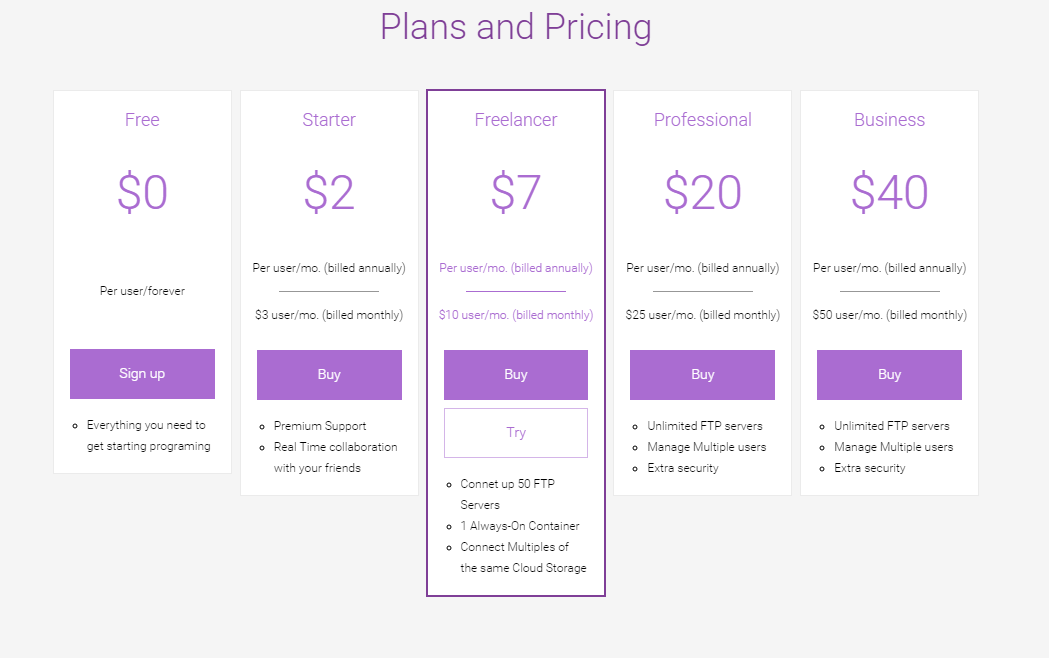 Plans and Pricing
Free
$0
Per user/forever
Sign up
Everything you need to
get starting programing
Starter
$2
Per user/mo. (billed annually)
$3 user/mo. (billed monthly)
Buy
Premium Support
Real Time collaboration
with your friends
Freelancer
$7
Per user/mo. (billed annually)
$10 user/mo. (billed monthly)
Buy
Try
Connet up 50 FTP
Servers
1 Always-On Container
Connect Multiples of
the same Cloud Storage
Professional
$20
Per user/mo. (billed annually)
$25 user/mo. (billed monthly)
Buy
Unlimited FTP servers
Manage Multiple users
Extra security
Business
$40
Per user/mo. (billed annually)
$50 user/mo. (billed monthly)
Buy
Unlimited FTP servers
Manage Multiple users
Extra security